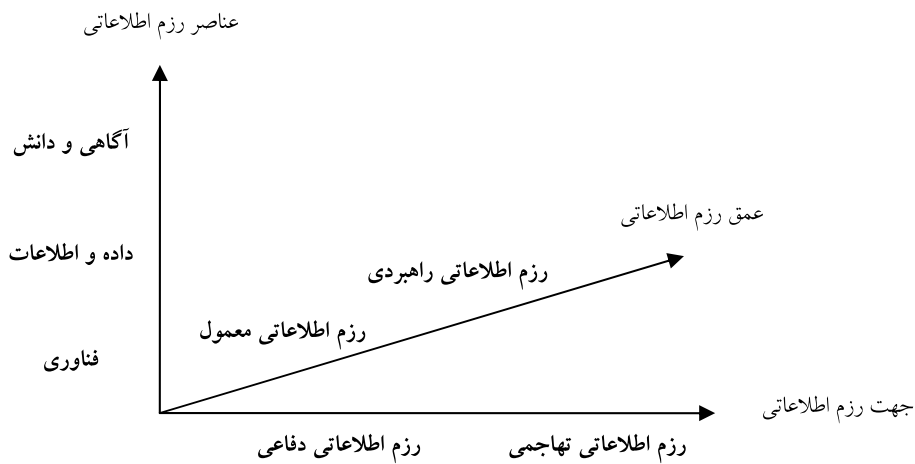 عناصر رزم اطلاعاتی
آگاهی و دانش
عمق رزم اطلاعاتی
داده و اطلاعات
رزم اطلاعاتی راهبردی
رزم اطلاعاتی معمول
فناوری
جهت رزم اطلاعاتی
رزم اطلاعاتی تهاجمی
رزم اطلاعاتی دفاعی